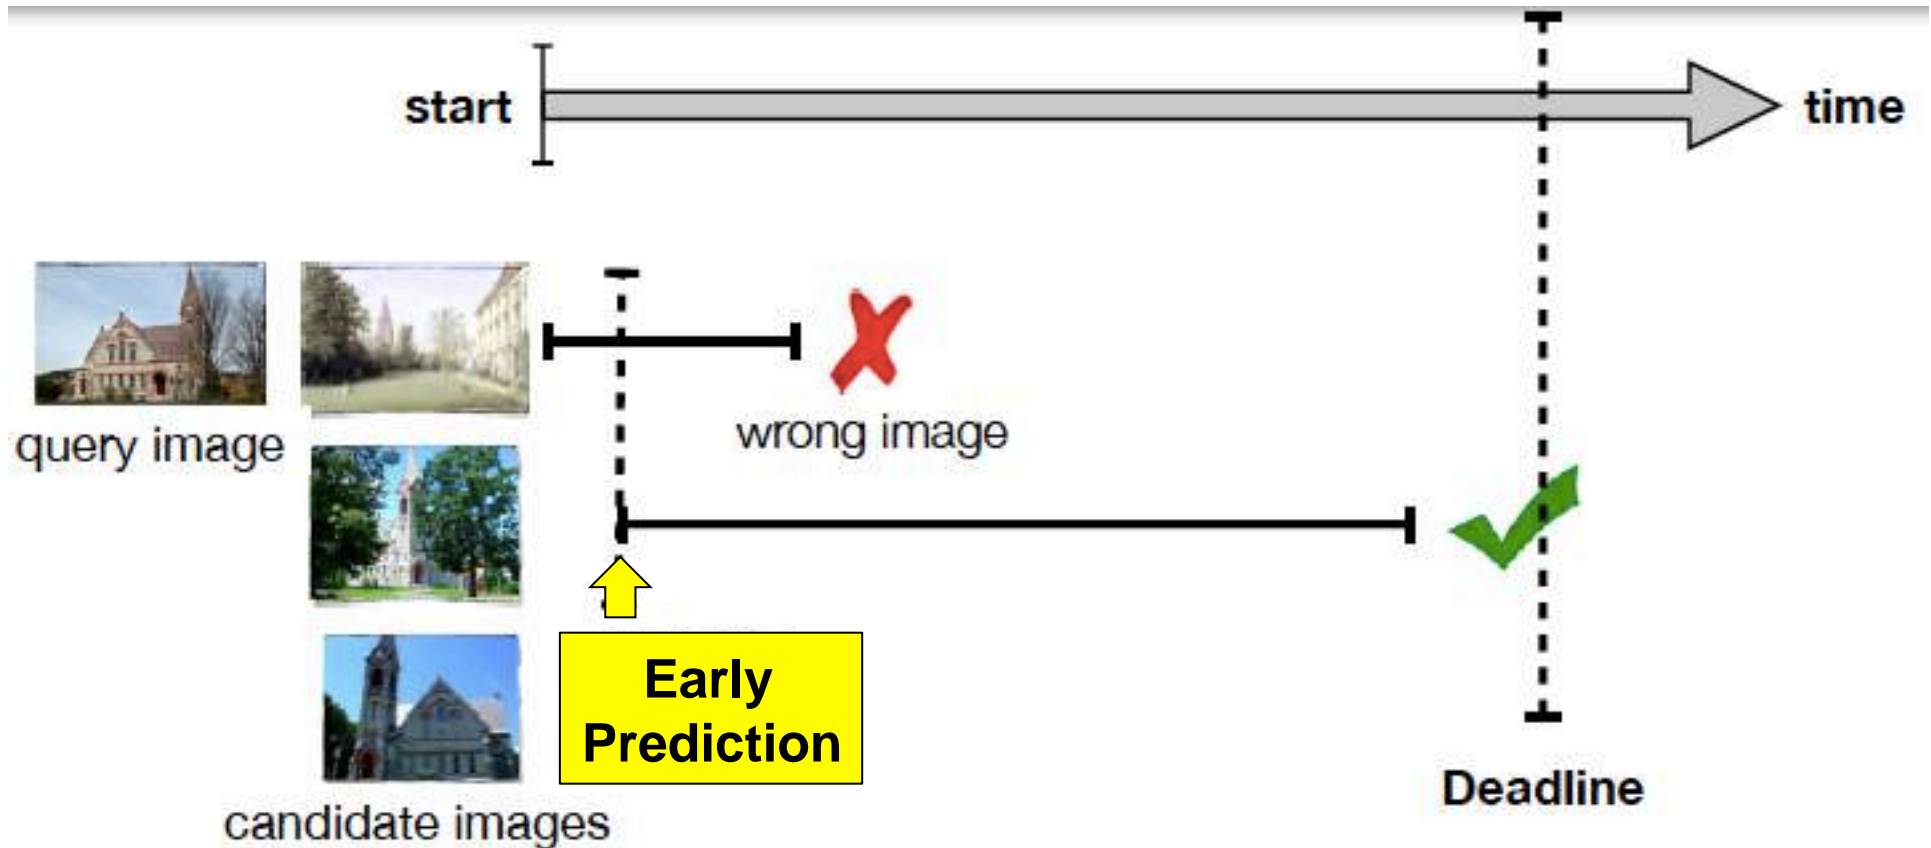 start
time
query image
wrong image
Early
Prediction
Deadline
candidate images